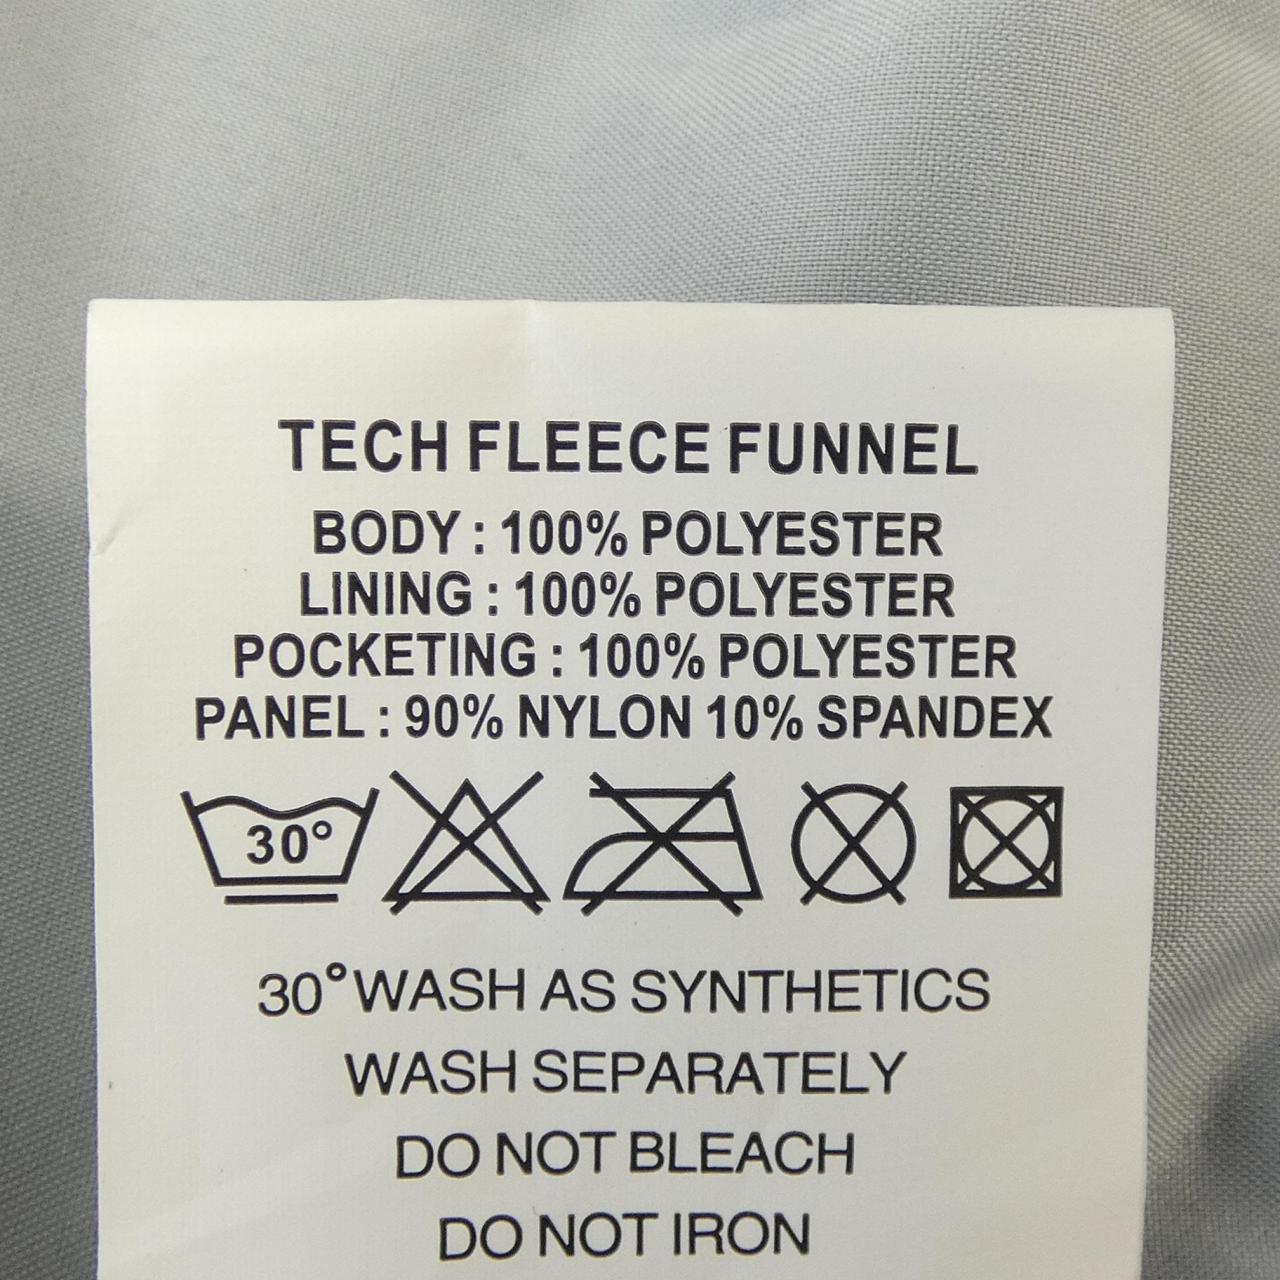 TECH FLEECE FUNNEL
BODY : 100% POLYESTER
LINING : 100% POLYESTER
POCKETING : 100% POLYESTER
PANEL : 90% NYLON 10% SPANDEX
30°
30° WASH AS SYNTHETICS
WASH SEPARATELY
DO NOT BLEACH
DO NOT IRON